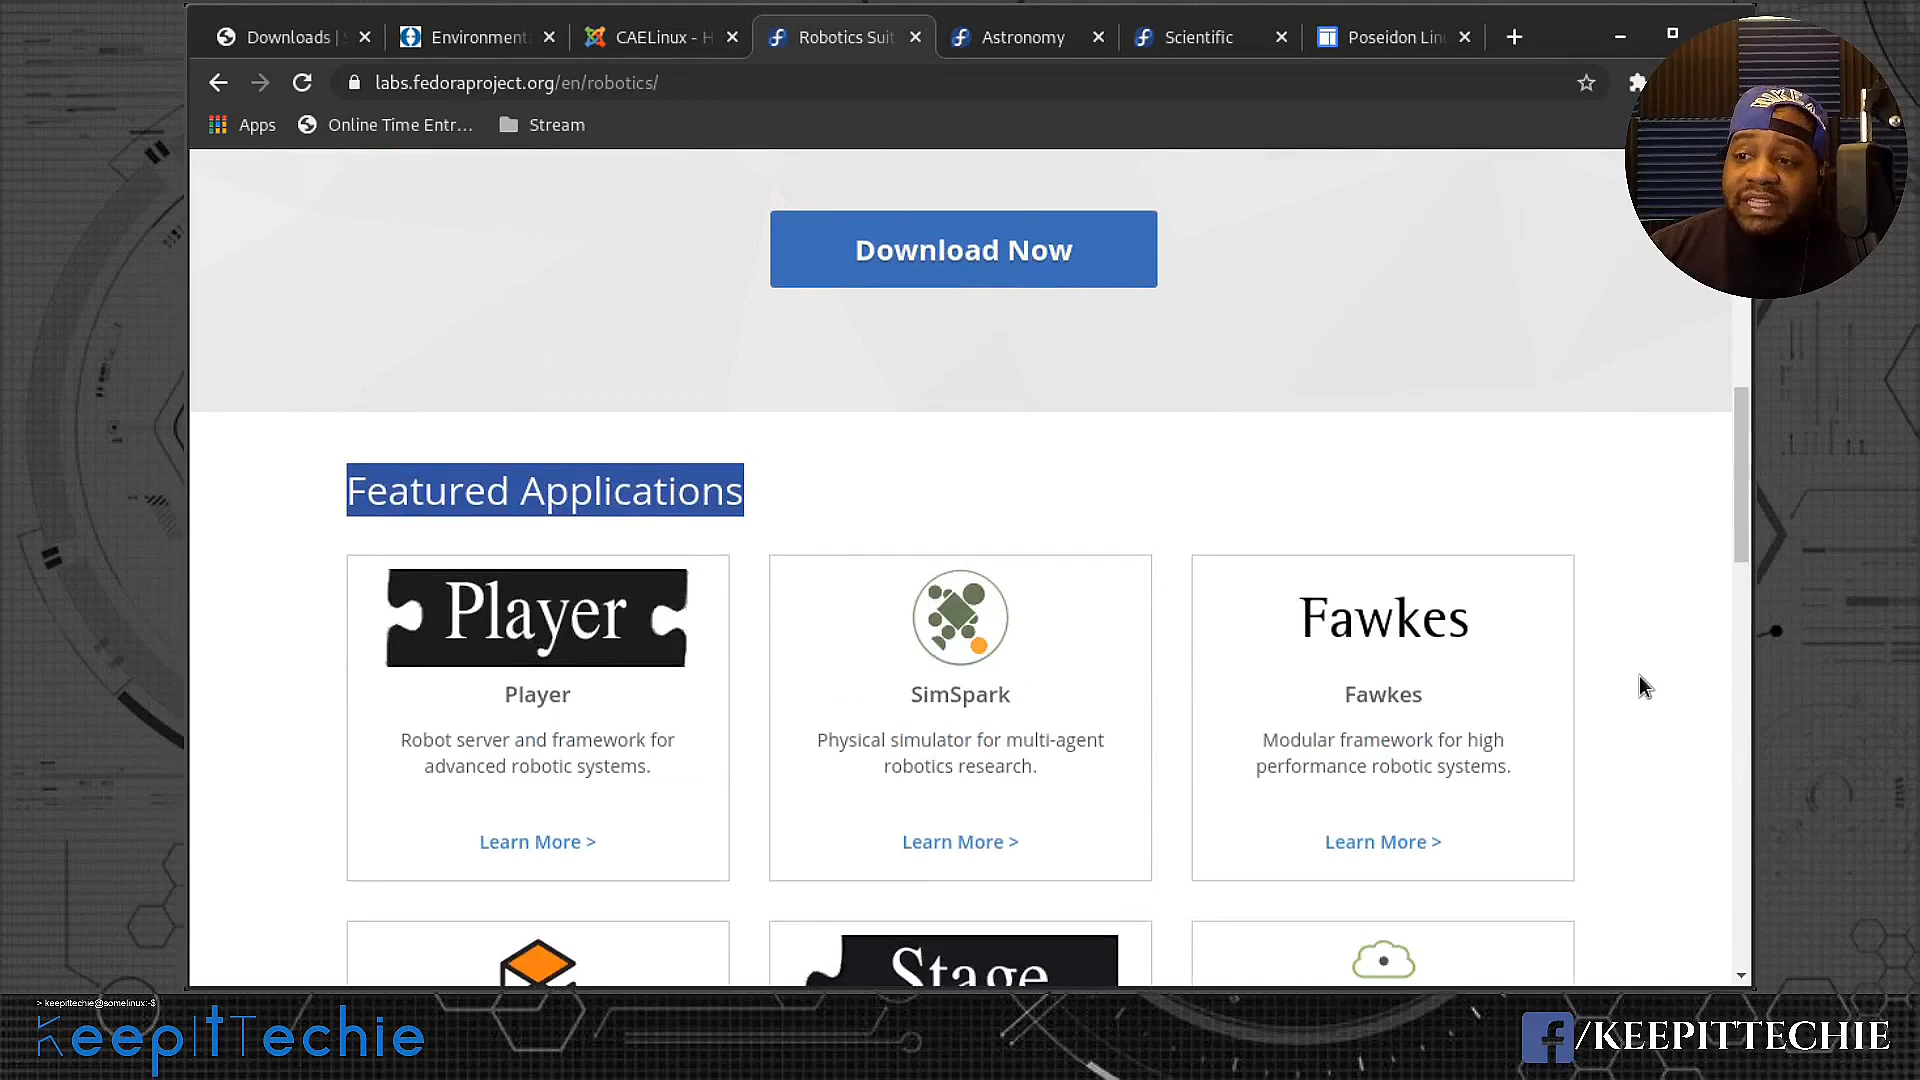 Downloads | S
Environment
CAELinux - H
Robotics Suit
Astronomy
Scientific
Poseidon Linu
labs.fedoraproject.org/en/robotics/
Apps
Online Time Entr...
Stream
Download Now
Featured Applications
Player
Player
Robot server and framework for
advanced robotic systems.
Learn More >
SimSpark
Physical simulator for multi-agent
robotics research.
Learn More >
Fawkes
Fawkes
Modular framework for high
performance robotic systems.
Learn More >
Stage
> keepittechie@somelinux:~$
KeepItTechie
f/KEEPITTECHIE